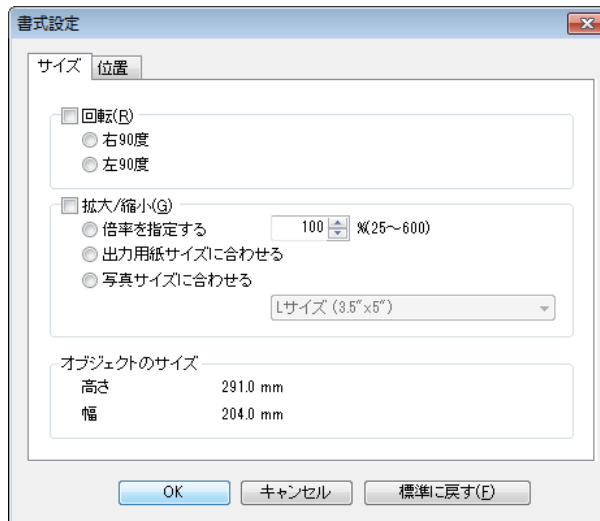 書式設定
サイズ 位置
回転(R)
右90度
左90度
拡大/縮小(G)
倍率を指定する 100 %(25～600)
出力用紙サイズに合わせる
写真サイズに合わせる
Lサイズ (3.5"x5")
オブジェクトのサイズ
高さ 291.0 mm
幅 204.0 mm
OK キャンセル 標準に戻す(F)